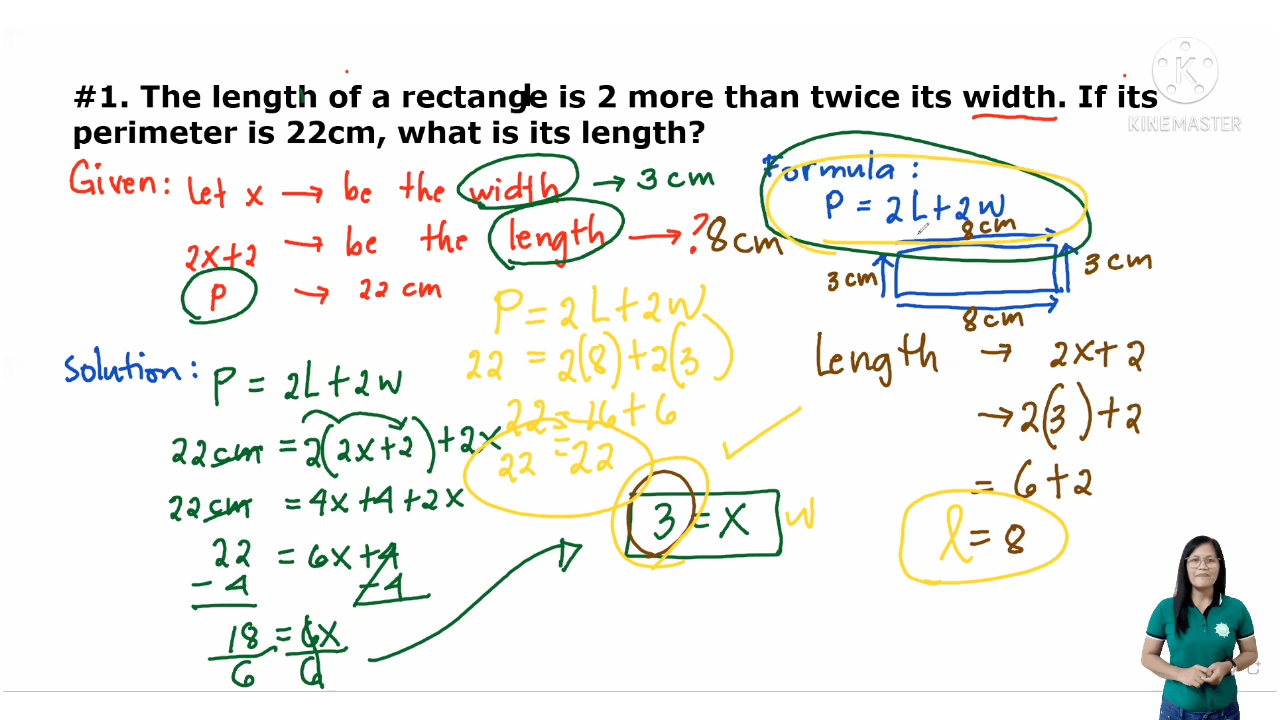 #1. The length of a rectange is 2 more than twice its width. If its
perimeter is 22cm, what is its length?
KINEMASTER
Given: let x → be the width → 3 cm
2x+2 → be the length → ? 8cm
P → 22 cm
Formula:
P = 2L+2W
8cm
3cm
3 cm
8cm
Solution: P = 2L+2W
22cm = 2(2x+2)+2x
22cm = 4x+4+2x
22 = 6x+4
-4 -4
18 = 6x
6 6
P = 2L+2W
22 = 2(8)+2(3)
22 = 16+6
22 = 22
3 = X W
Length → 2x+2
→ 2(3)+2
= 6+2
l = 8